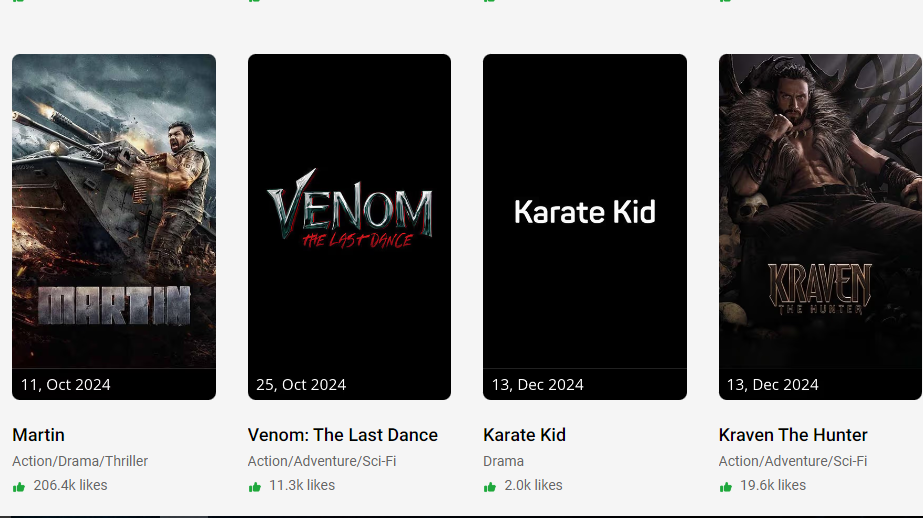 MARTIN
11, Oct 2024
Martin
Action/Drama/Thriller
206.4k likes
VENOM
THE LAST DANCE
25, Oct 2024
Venom: The Last Dance
Action/Adventure/Sci-Fi
11.3k likes
Karate Kid
13, Dec 2024
Karate Kid
Drama
2.0k likes
KRAVEN
THE HUNTER
13, Dec 2024
Kraven The Hunter
Action/Adventure/Sci-Fi
19.6k likes